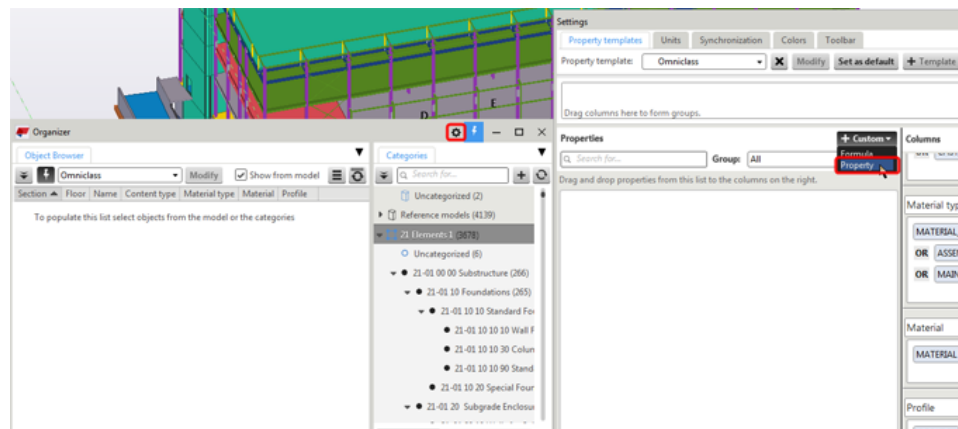 D
E
Organizer
Object Browser
Omniclass
Modify
Show from model
Section Floor Name Content type Material type Material Profile
To populate this list select objects from the model or the categories
Categories
Search for...
Uncategorized (2)
Reference models (4139)
21 Elements 1 (3678)
Uncategorized (6)
21-01 00 00 Substructure (266)
21-01 10 Foundations (265)
21-01 10 10 Standard Fou
21-01 10 10 10 Wall F
21-01 10 10 30 Colum
21-01 10 10 90 Stand
21-01 10 20 Special Four
21-01 20 Subgrade Enclosu
Settings
Property templates Units Synchronization Colors Toolbar
Property template: Omniclass Modify Set as default + Template
Drag columns here to form groups.
Properties
+ Custom
Search for... Group: All
Formula
Property
Drag and drop properties from this list to the columns on the right.
Columns
Material typ
MATERIAL
OR ASSE
OR MAIN
Material
MATERIAL
Profile